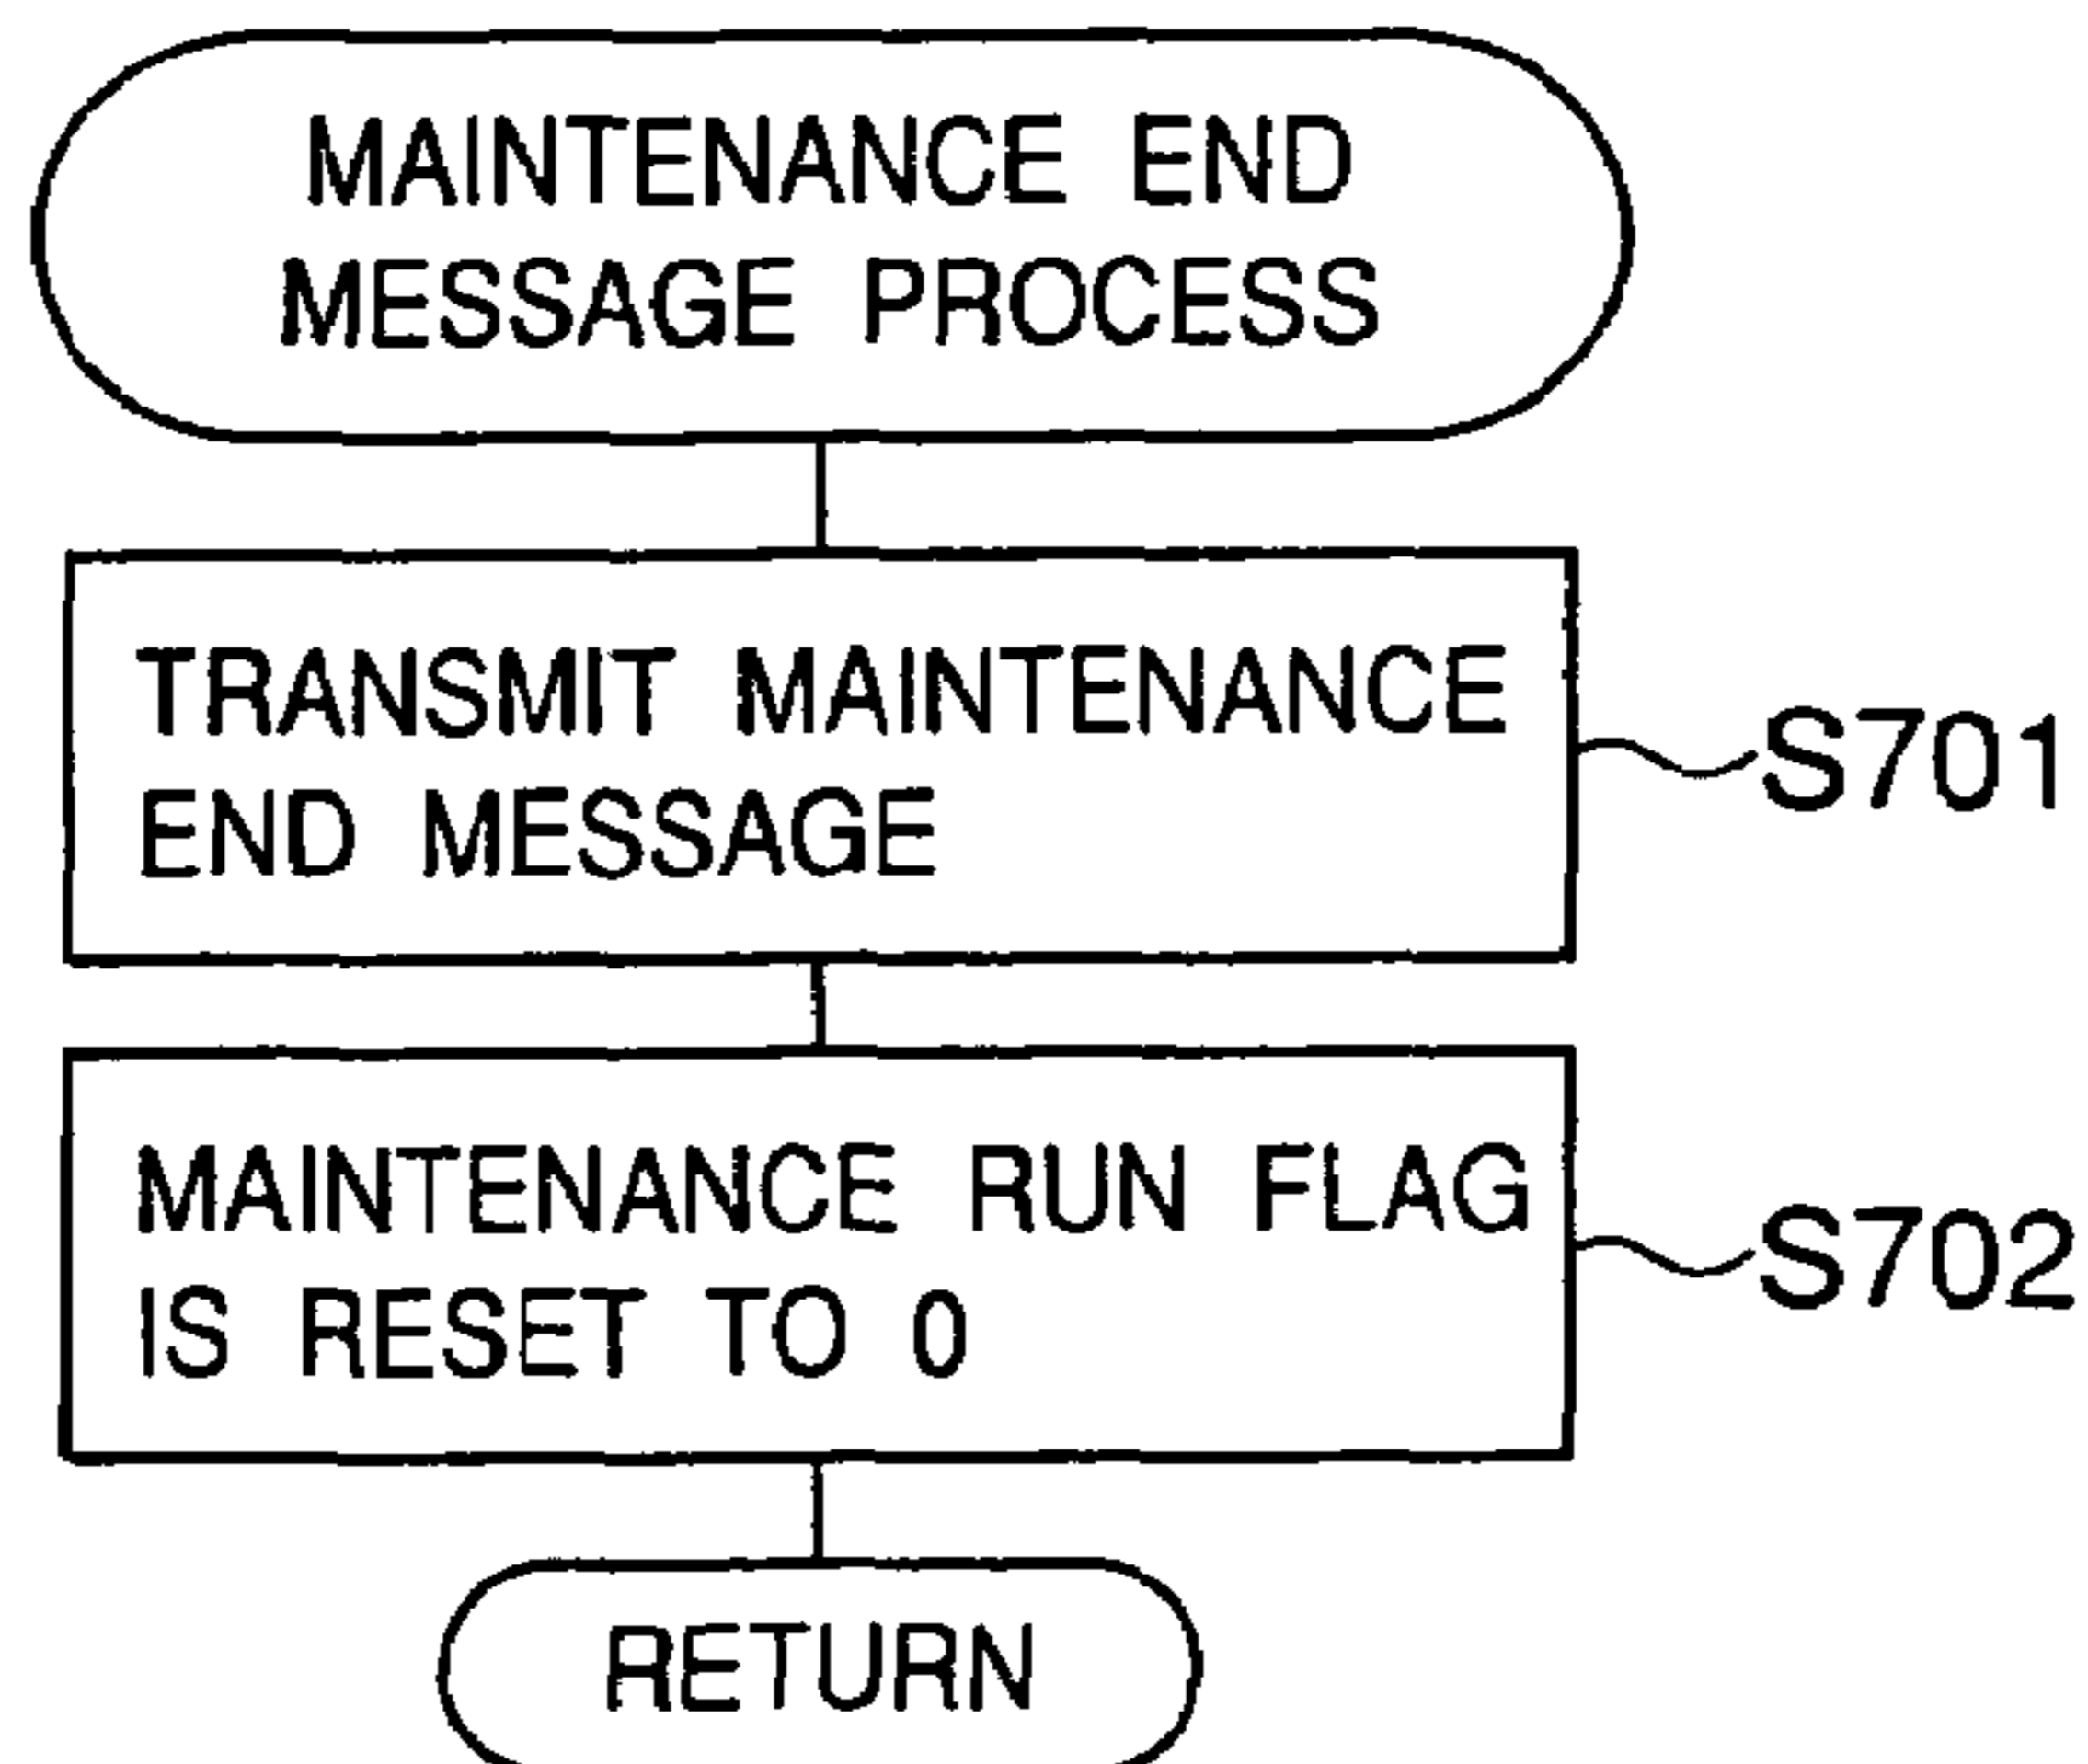 MAINTENANCE END
MESSAGE PROCESS
TRANSMIT MAINTENANCE
END MESSAGE
S701
MAINTENANCE RUN FLAG
IS RESET TO 0
S702
RETURN